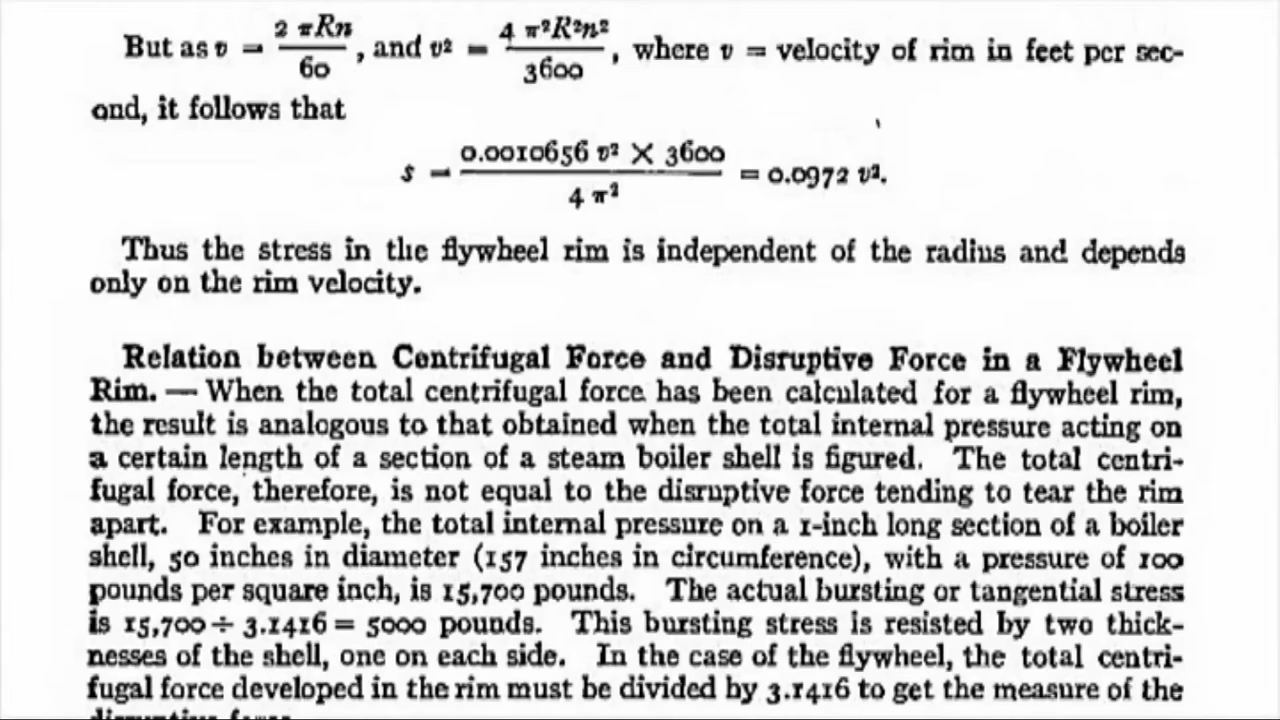 But as v = 2 πRn / 60, and v² = 4 π²R²n² / 3600, where v = velocity of rim in feet per sec-
ond, it follows that
s = 0.0010656 v² × 3600 / 4 π² = 0.0972 v².
Thus the stress in the flywheel rim is independent of the radius and depends
only on the rim velocity.
Relation between Centrifugal Force and Disruptive Force in a Flywheel
Rim. — When the total centrifugal force has been calculated for a flywheel rim,
the result is analogous to that obtained when the total internal pressure acting on
a certain length of a section of a steam boiler shell is figured. The total centri-
fugal force, therefore, is not equal to the disruptive force tending to tear the rim
apart. For example, the total internal pressure on a 1-inch long section of a boiler
shell, 50 inches in diameter (157 inches in circumference), with a pressure of 100
pounds per square inch, is 15,700 pounds. The actual bursting or tangential stress
is 15,700 ÷ 3.1416 = 5000 pounds. This bursting stress is resisted by two thick-
nesses of the shell, one on each side. In the case of the flywheel, the total centri-
fugal force developed in the rim must be divided by 3.1416 to get the measure of the
disruptive force.